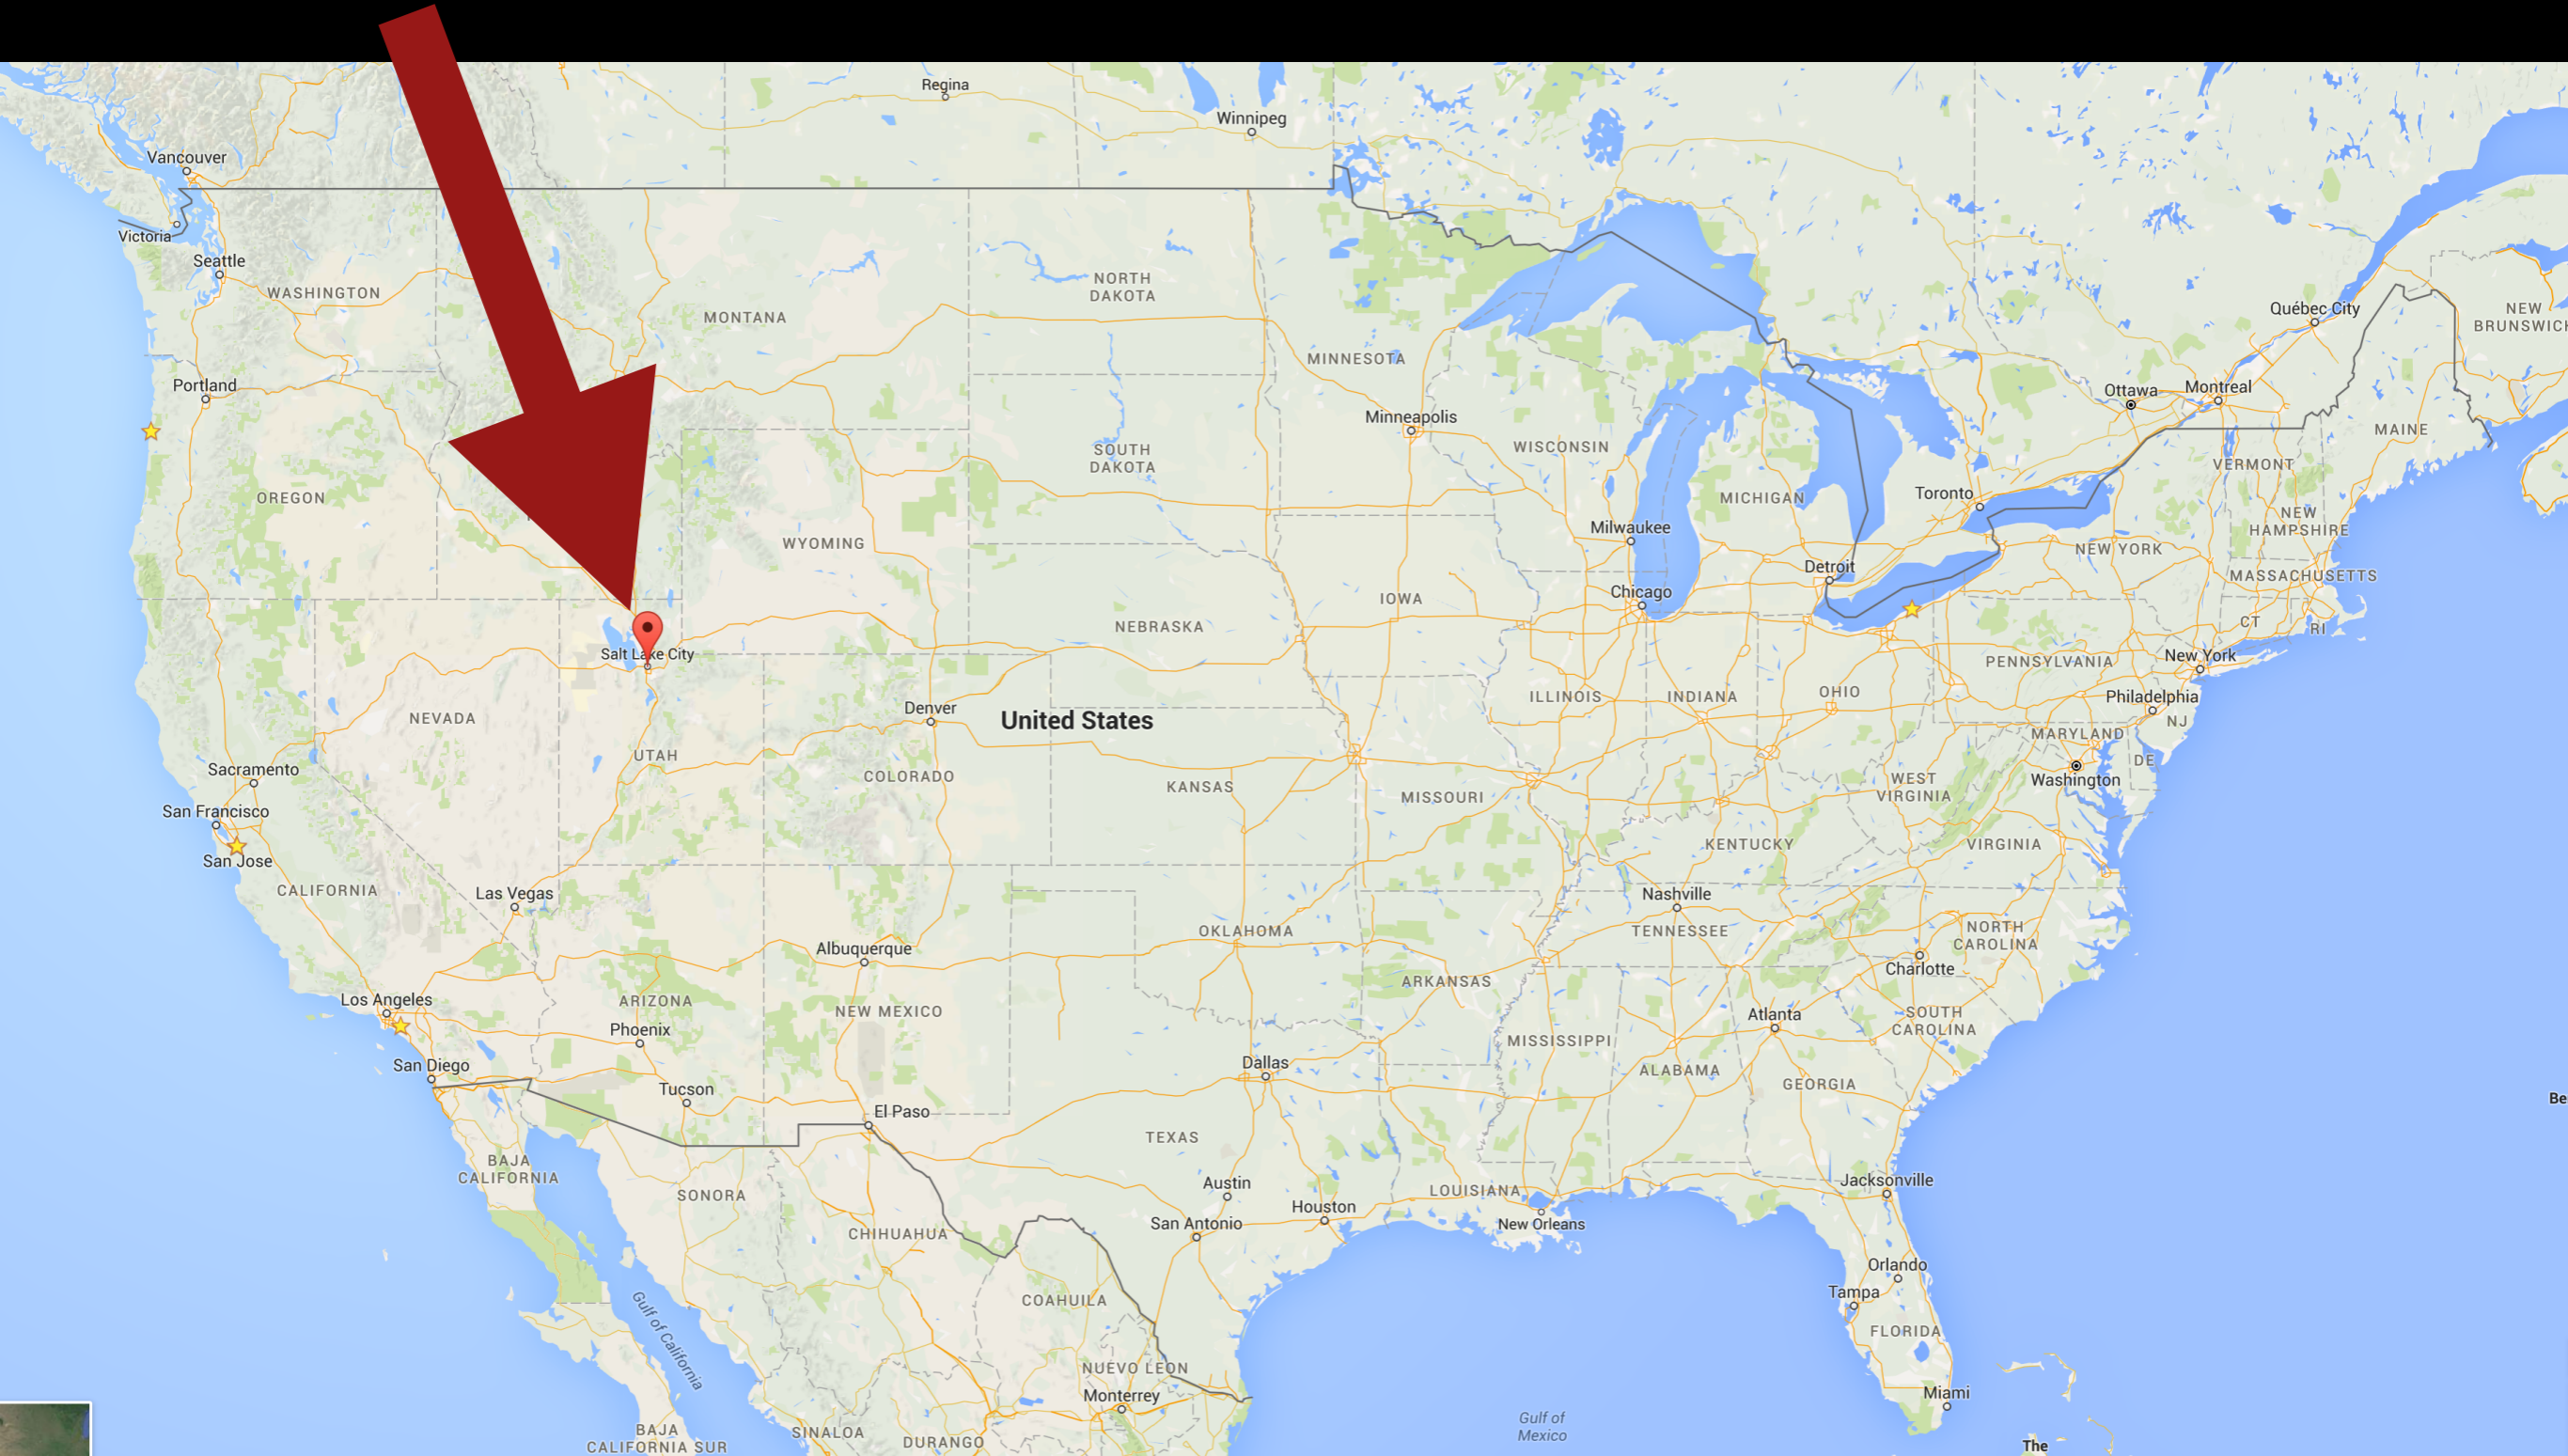 Regina
Winnipeg
Vancouver
Victoria
Seattle
WASHINGTON
MONTANA
NORTH
DAKOTA
MINNESOTA
Québec City
NEW
BRUNSWICK
Portland
Minneapolis
Ottawa
Montreal
MAINE
SOUTH
DAKOTA
WISCONSIN
VERMONT
OREGON
MICHIGAN
Toronto
NEW
HAMPSHIRE
WYOMING
Milwaukee
NEW YORK
Detroit
MASSACHUSETTS
Chicago
IOWA
NEBRASKA
CT
RI
Salt Lake City
PENNSYLVANIA
New York
NEVADA
Denver
United States
ILLINOIS
INDIANA
OHIO
Philadelphia
NJ
UTAH
MARYLAND
DE
Sacramento
COLORADO
KANSAS
MISSOURI
WEST
VIRGINIA
Washington
San Francisco
San Jose
KENTUCKY
VIRGINIA
CALIFORNIA
Las Vegas
Nashville
TENNESSEE
OKLAHOMA
NORTH
CAROLINA
Albuquerque
Charlotte
ARKANSAS
Los Angeles
ARIZONA
NEW MEXICO
Phoenix
Atlanta
SOUTH
CAROLINA
MISSISSIPPI
San Diego
Dallas
ALABAMA
GEORGIA
Tucson
El Paso
Be
TEXAS
BAJA
CALIFORNIA
SONORA
Austin
LOUISIANA
Jacksonville
Houston
San Antonio
New Orleans
CHIHUAHUA
Orlando
Tampa
COAHUILA
Gulf of California
FLORIDA
NUEVO LEON
Monterrey
Miami
Gulf of
Mexico
BAJA
CALIFORNIA SUR
SINALOA
DURANGO
The